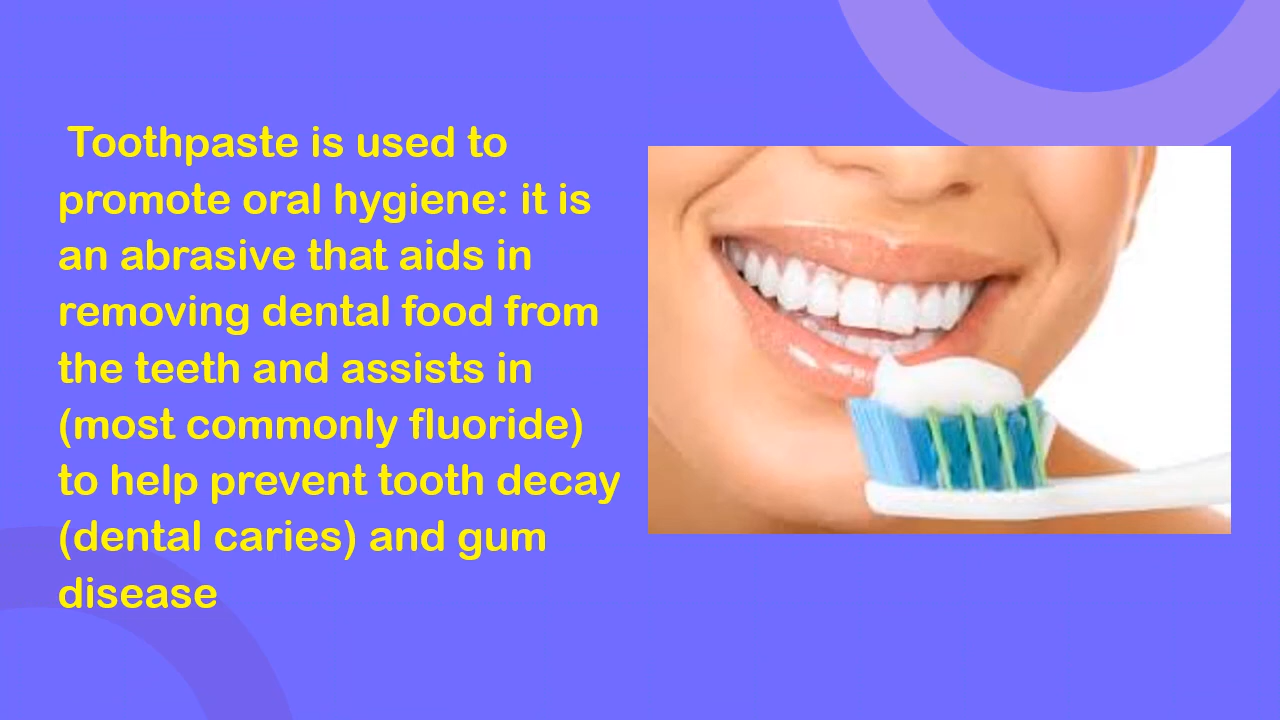 Toothpaste is used to
promote oral hygiene: it is
an abrasive that aids in
removing dental food from
the teeth and assists in
(most commonly fluoride)
to help prevent tooth decay
(dental caries) and gum
disease